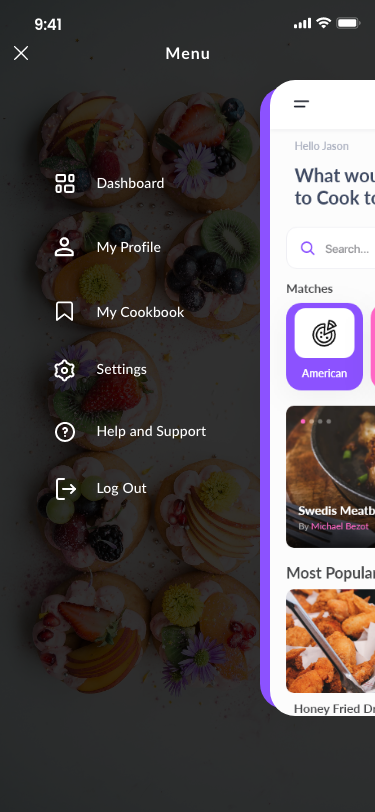 9:41
Menu
Hello Jason
What wou
to Cook to
Search...
Matches
American
Swedis Meatb
By Michael Bezot
Most Popular
Honey Fried Dr
Dashboard
My Profile
My Cookbook
Settings
Help and Support
Log Out